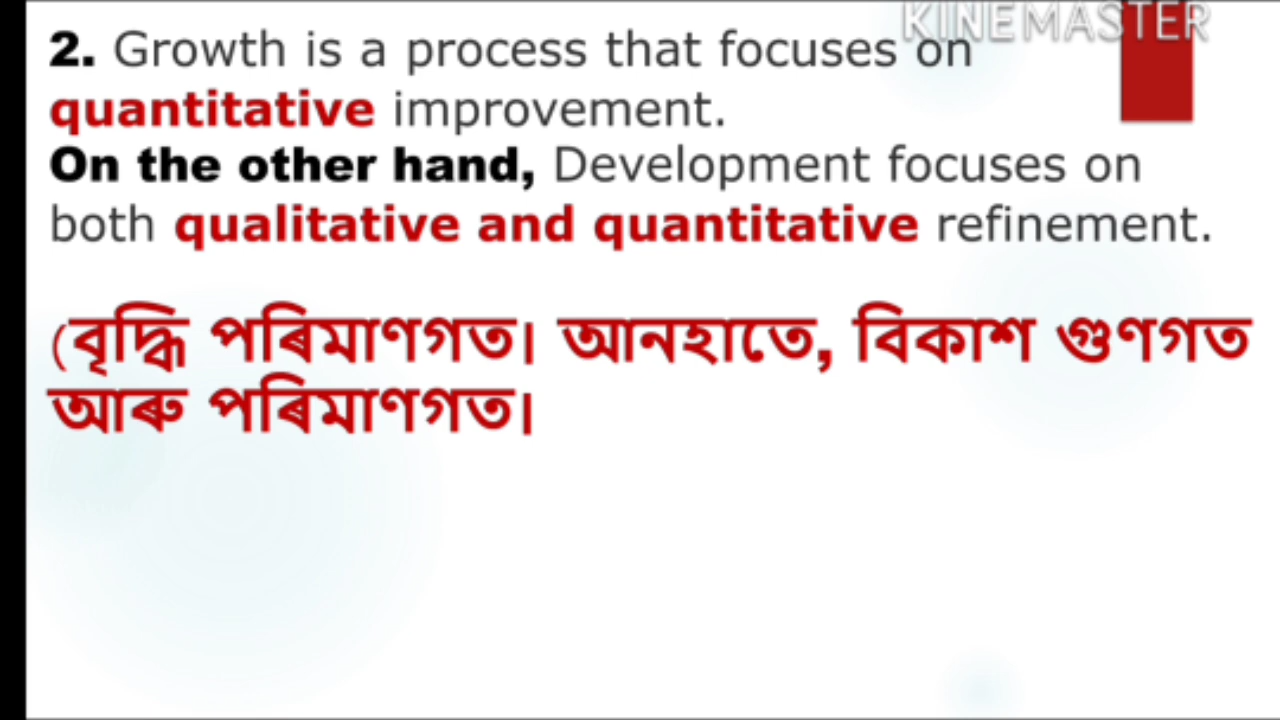 KINEMASTER
2. Growth is a process that focuses on
quantitative improvement.
On the other hand, Development focuses on
both qualitative and quantitative refinement.
(বৃদ্ধি পৰিমাণগত। আনহাতে, বিকাশ গুণগত
আৰু পৰিমাণগত।